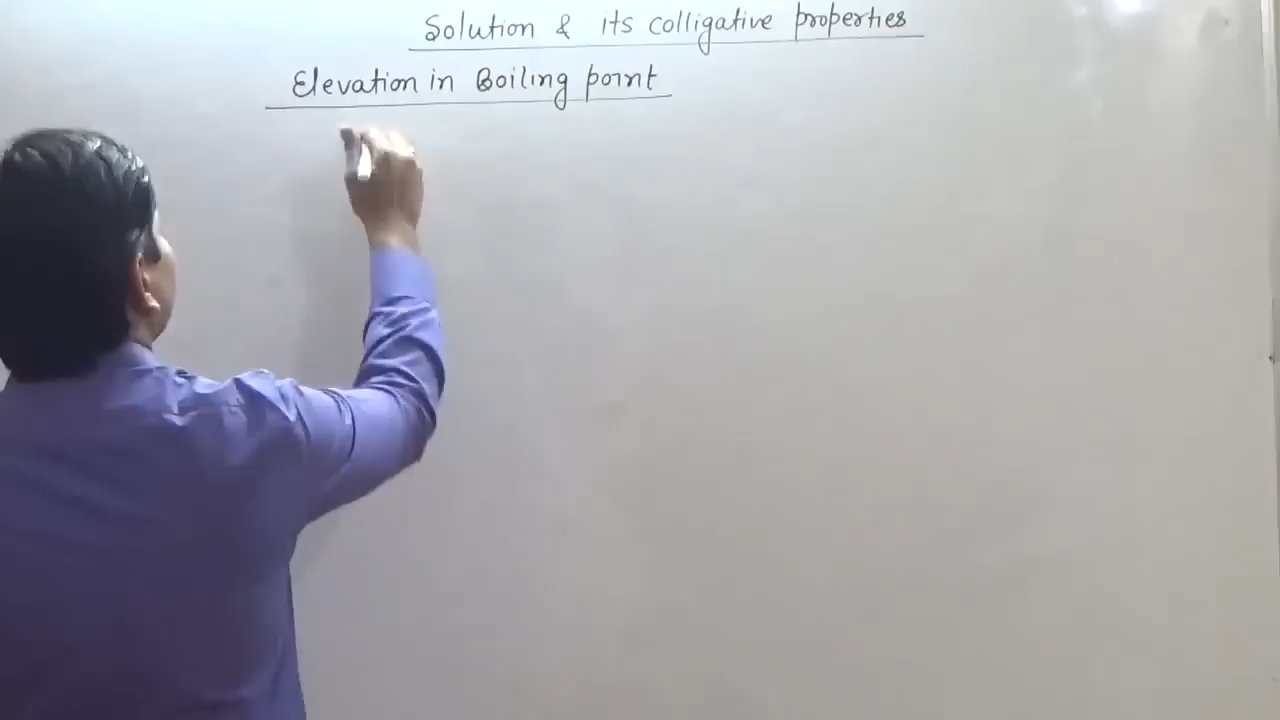 Solution & its colligative properties
Elevation in Boiling point